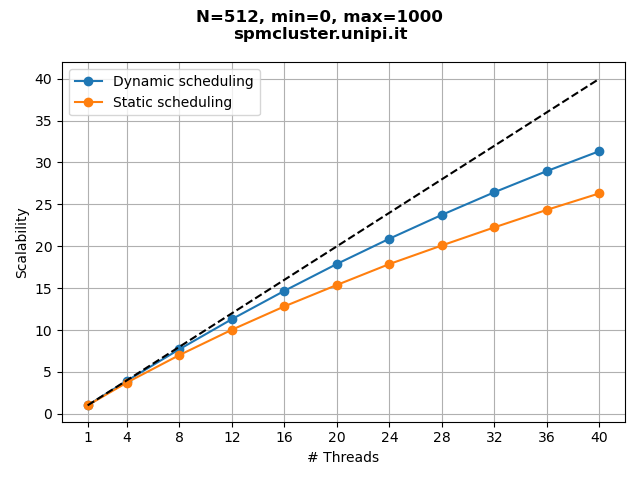 N=512, min=0, max=1000
spmcluster.unipi.it
Dynamic scheduling
Static scheduling
Scalability
40
35
30
25
20
15
10
5
0
1 4 8 12 16 20 24 28 32 36 40
# Threads